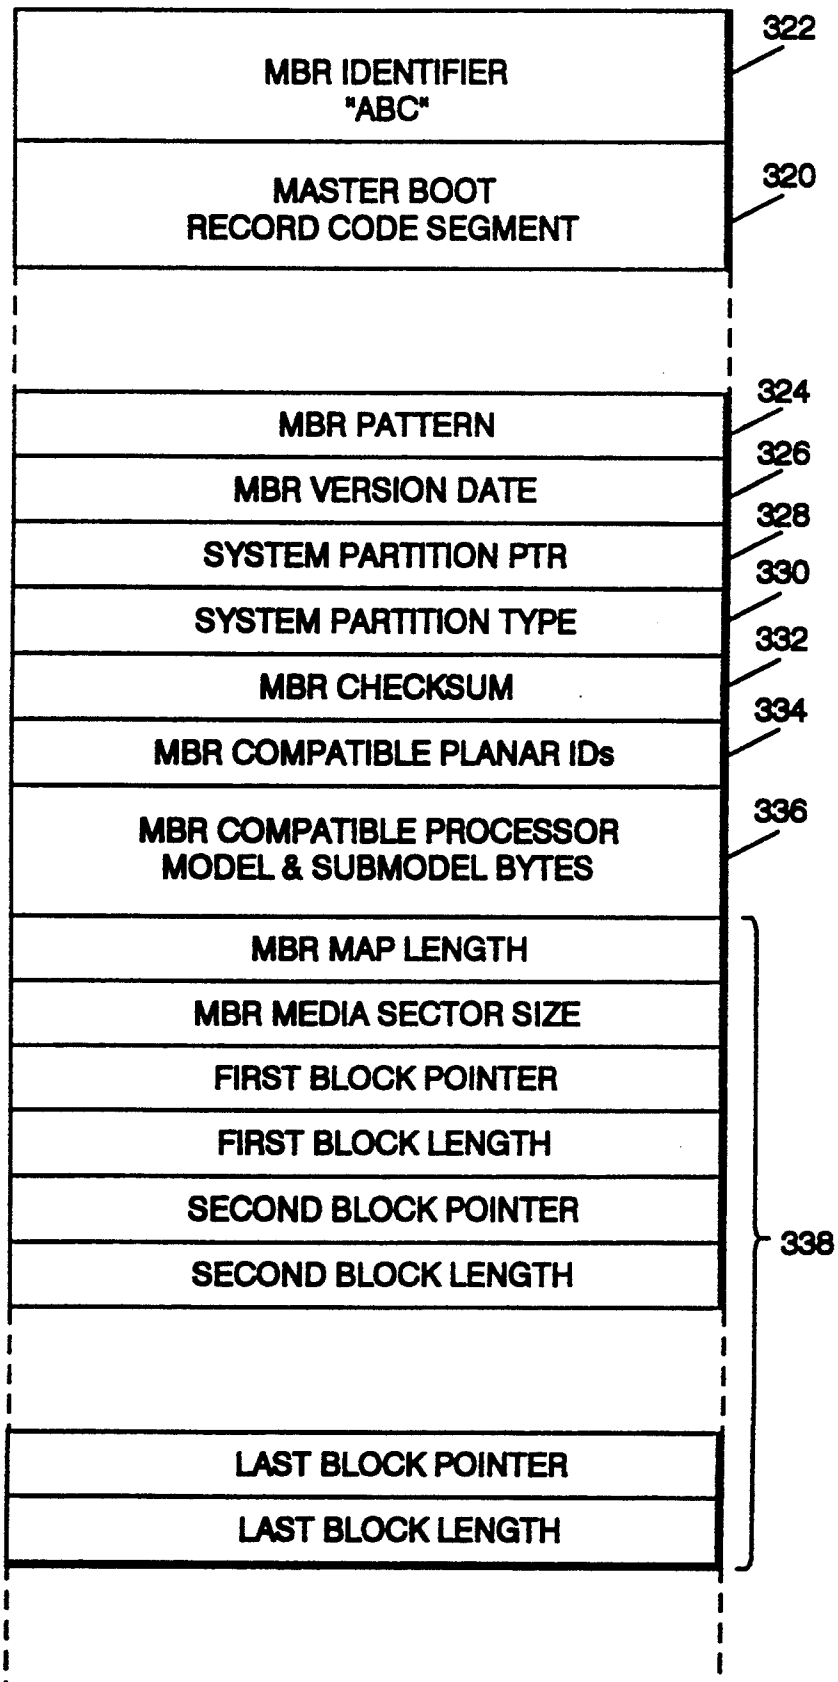 322
MBR IDENTIFIER
"ABC"
320
MASTER BOOT
RECORD CODE SEGMENT
324
MBR PATTERN
326
MBR VERSION DATE
328
SYSTEM PARTITION PTR
330
SYSTEM PARTITION TYPE
332
MBR CHECKSUM
334
MBR COMPATIBLE PLANAR IDs
336
MBR COMPATIBLE PROCESSOR
MODEL & SUBMODEL BYTES
MBR MAP LENGTH
MBR MEDIA SECTOR SIZE
FIRST BLOCK POINTER
FIRST BLOCK LENGTH
SECOND BLOCK POINTER
338
SECOND BLOCK LENGTH
LAST BLOCK POINTER
LAST BLOCK LENGTH